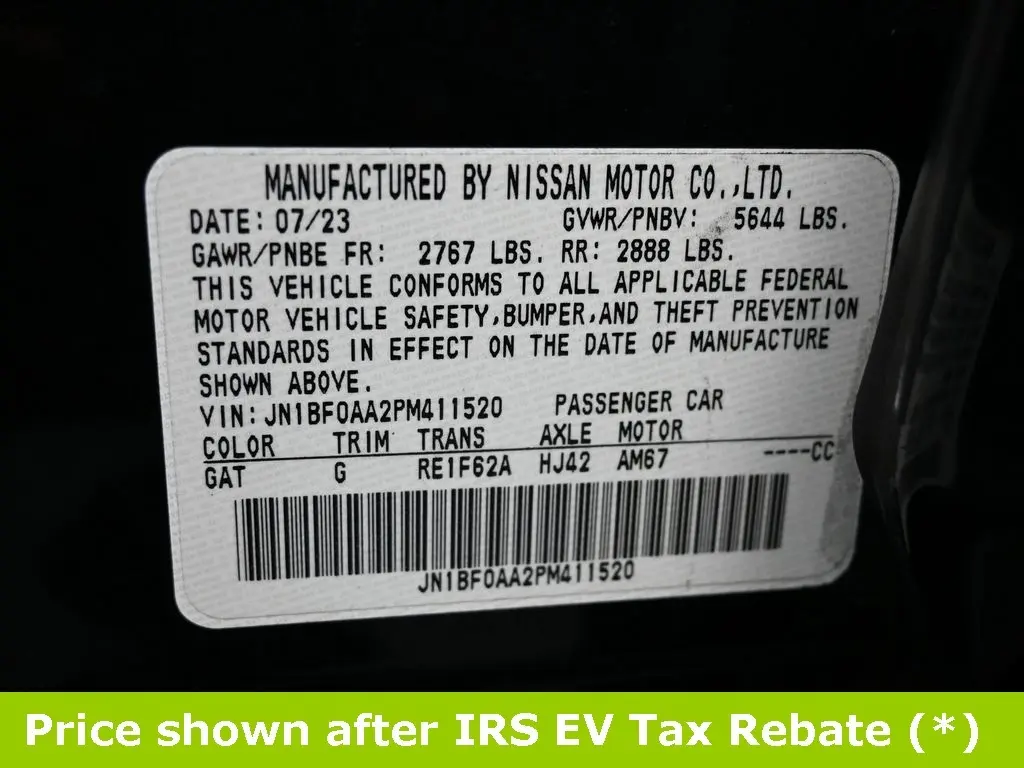 MANUFACTURED BY NISSAN MOTOR CO.,LTD.
DATE: 07/23 GVWR/PNBV: 5644 LBS.
GAWR/PNBE FR: 2767 LBS. RR: 2888 LBS.
THIS VEHICLE CONFORMS TO ALL APPLICABLE FEDERAL
MOTOR VEHICLE SAFETY,BUMPER,AND THEFT PREVENTION
STANDARDS IN EFFECT ON THE DATE OF MANUFACTURE
SHOWN ABOVE.
VIN:JN1BF0AA2PM411520 PASSENGER CAR
COLOR TRIM TRANS AXLE MOTOR
GAT G RE1F62A HJ42 AM67 ----CC
JN1BF0AA2PM411520
Price shown after IRS EV Tax Rebate (*)